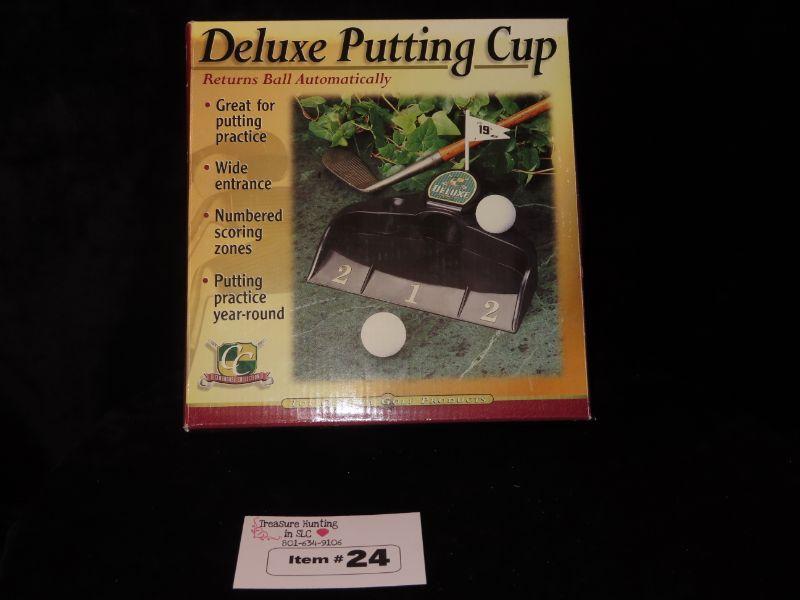 Deluxe Putting Cup
Returns Ball Automatically
• Great for
putting
practice
• Wide
entrance
• Numbered
scoring
zones
• Putting
practice
year-round
19
DELUXE
2 1 2
Golf Products
Treasure Hunting
in SLC
801-634-9106
Item # 24